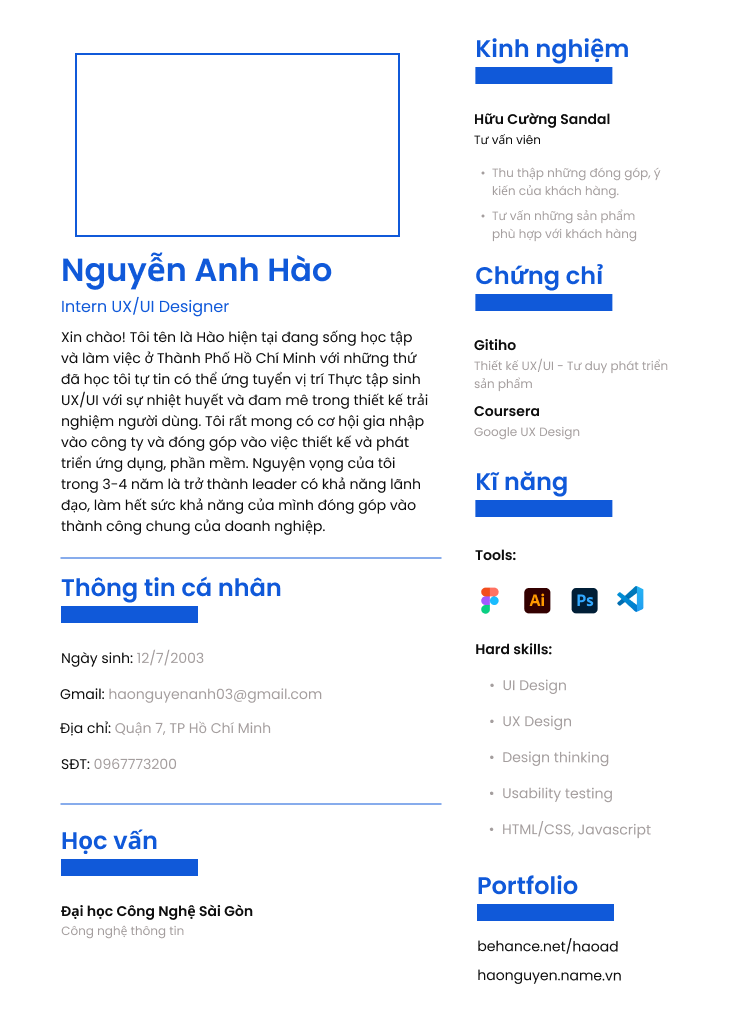 Nguyễn Anh Hào
Intern UX/UI Designer
Xin chào! Tôi tên là Hào hiện tại đang sống học tập
và làm việc ở Thành Phố Hồ Chí Minh với những thứ
đã học tôi tự tin có thể ứng tuyển vị trí Thực tập sinh
UX/UI với sự nhiệt huyết và đam mê trong thiết kế trải
nghiệm người dùng. Tôi rất mong có cơ hội gia nhập
vào công ty và đóng góp vào việc thiết kế và phát
triển ứng dụng, phần mềm. Nguyện vọng của tôi
trong 3-4 năm là trở thành leader có khả năng lãnh
đạo, làm hết sức khả năng của mình đóng góp vào
thành công chung của doanh nghiệp.
Thông tin cá nhân
Ngày sinh: 12/7/2003
Gmail: haonguyenanh03@gmail.com
Địa chỉ: Quận 7, TP Hồ Chí Minh
SĐT: 0967773200
Học vấn
Đại học Công Nghệ Sài Gòn
Công nghệ thông tin
Kinh nghiệm
Hữu Cường Sandal
Tư vấn viên
• Thu thập những đóng góp, ý
kiến của khách hàng.
• Tư vấn những sản phẩm
phù hợp với khách hàng
Chứng chỉ
Gitiho
Thiết kế UX/UI - Tư duy phát triển
sản phẩm
Coursera
Google UX Design
Kĩ năng
Tools:
Ai Ps
Hard skills:
• UI Design
• UX Design
• Design thinking
• Usability testing
• HTML/CSS, Javascript
Portfolio
behance.net/haoad
haonguyen.name.vn